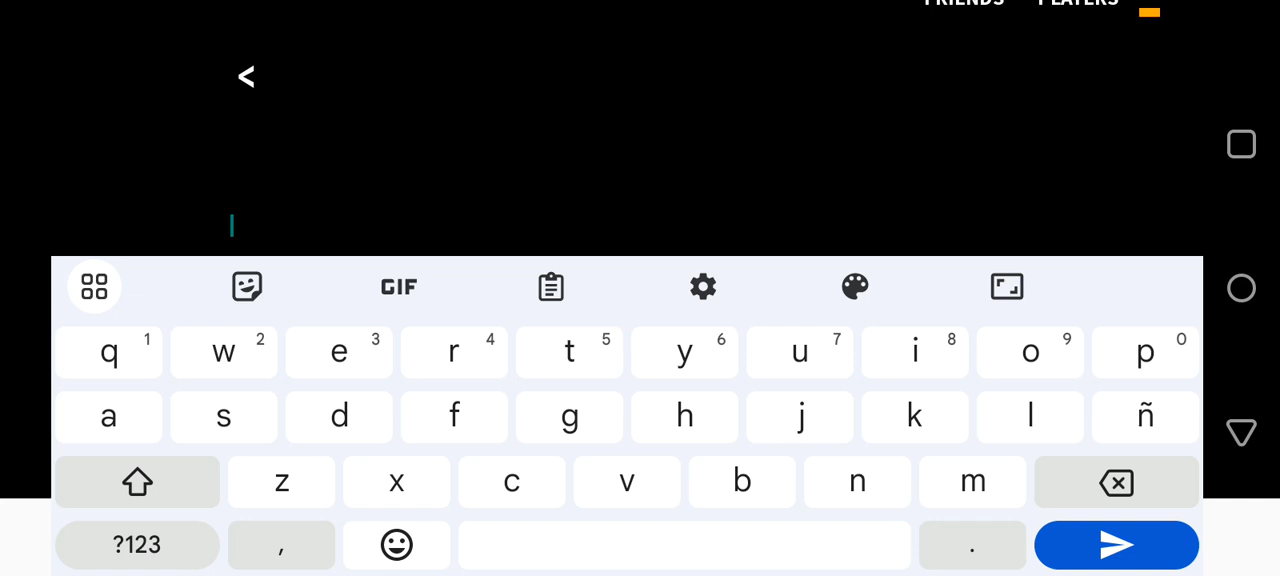 FRIENDS PLAYERS
<
GIF
q 1 w 2 e 3 r 4 t 5 y 6 u 7 i 8 o 9 p 0
a s d f g h j k l ñ
z x c v b n m
?123 , .